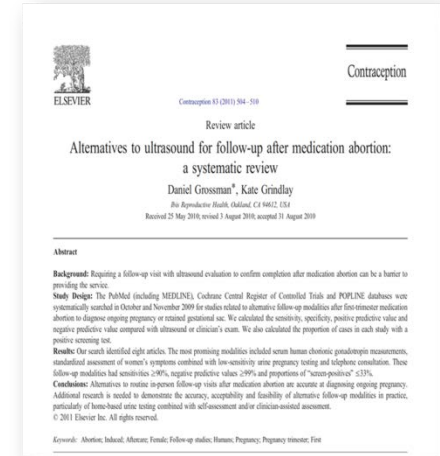 ELSEVIER
Contraception
Contraception 83 (2011) 504–510
Review article
Alternatives to ultrasound for follow-up after medication abortion:
a systematic review
Daniel Grossman*, Kate Grindlay
Ibis Reproductive Health, Oakland, CA 94612, USA
Received 25 May 2010; revised 3 August 2010; accepted 31 August 2010
Abstract
Background: Requiring a follow-up visit with ultrasound evaluation to confirm completion after medication abortion can be a barrier to
providing the service.
Study Design: The PubMed (including MEDLINE), Cochrane Central Register of Controlled Trials and POPLINE databases were
systematically searched in October and November 2009 for studies related to alternative follow-up modalities after first-trimester medication
abortion to diagnose ongoing pregnancy or retained gestational sac. We calculated the sensitivity, specificity, positive predictive value and
negative predictive value compared with ultrasound or clinician's exam. We also calculated the proportion of cases in each study with a
positive screening test.
Results: Our search identified eight articles. The most promising modalities included serum human chorionic gonadotropin measurements,
standardized assessment of women's symptoms combined with low-sensitivity urine pregnancy testing and telephone consultation. These
follow-up modalities had sensitivities ≥90%, negative predictive values ≥99% and proportions of "screen-positives" ≤33%.
Conclusions: Alternatives to routine in-person follow-up visits after medication abortion are accurate at diagnosing ongoing pregnancy.
Additional research is needed to demonstrate the accuracy, acceptability and feasibility of alternative follow-up modalities in practice,
particularly of home-based urine testing combined with self-assessment and/or clinician-assisted assessment.
© 2011 Elsevier Inc. All rights reserved.
Keywords: Abortion; Induced; Aftercare; Female; Follow-up studies; Humans; Pregnancy; Pregnancy trimester; First